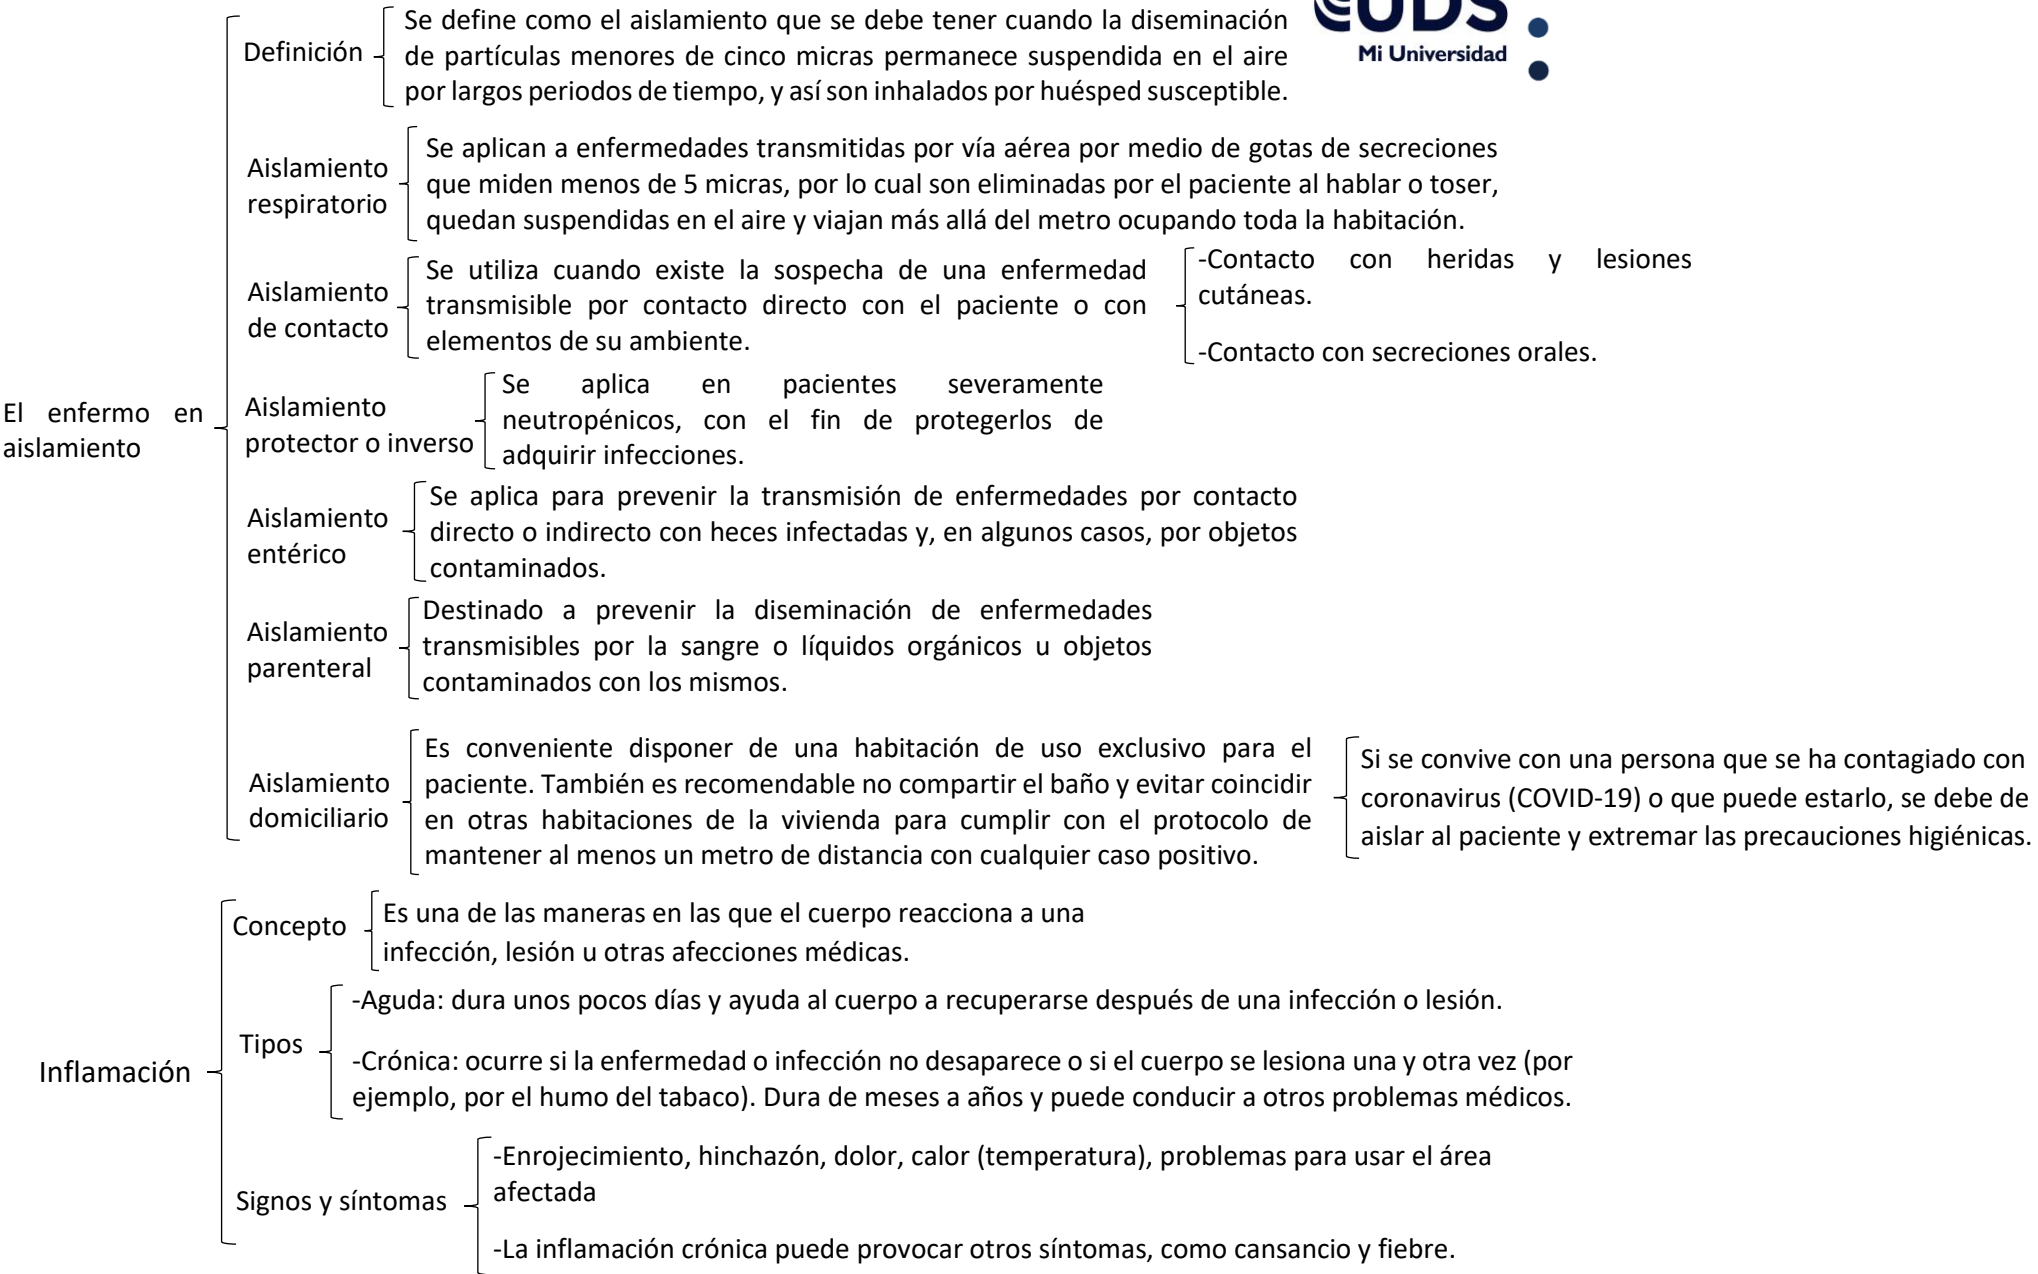 UDS
Mi Universidad
Definición
Se define como el aislamiento que se debe tener cuando la diseminación
de partículas menores de cinco micras permanece suspendida en el aire
por largos periodos de tiempo, y así son inhalados por huésped susceptible.
Aislamiento
respiratorio
Se aplican a enfermedades transmitidas por vía aérea por medio de gotas de secreciones
que miden menos de 5 micras, por lo cual son eliminadas por el paciente al hablar o toser,
quedan suspendidas en el aire y viajan más allá del metro ocupando toda la habitación.
Aislamiento
de contacto
Se utiliza cuando existe la sospecha de una enfermedad
transmisible por contacto directo con el paciente o con
elementos de su ambiente.
-Contacto con heridas y lesiones
cutáneas.
-Contacto con secreciones orales.
El enfermo en
aislamiento
Aislamiento
protector o inverso
Se aplica en pacientes severamente
neutropénicos, con el fin de protegerlos de
adquirir infecciones.
Aislamiento
entérico
Se aplica para prevenir la transmisión de enfermedades por contacto
directo o indirecto con heces infectadas y, en algunos casos, por objetos
contaminados.
Aislamiento
parenteral
Destinado a prevenir la diseminación de enfermedades
transmisibles por la sangre o líquidos orgánicos u objetos
contaminados con los mismos.
Aislamiento
domiciliario
Es conveniente disponer de una habitación de uso exclusivo para el
paciente. También es recomendable no compartir el baño y evitar coincidir
en otras habitaciones de la vivienda para cumplir con el protocolo de
mantener al menos un metro de distancia con cualquier caso positivo.
Si se convive con una persona que se ha contagiado con
coronavirus (COVID-19) o que puede estarlo, se debe de
aislar al paciente y extremar las precauciones higiénicas.
Inflamación
Concepto
Es una de las maneras en las que el cuerpo reacciona a una
infección, lesión u otras afecciones médicas.
Tipos
-Aguda: dura unos pocos días y ayuda al cuerpo a recuperarse después de una infección o lesión.
-Crónica: ocurre si la enfermedad o infección no desaparece o si el cuerpo se lesiona una y otra vez (por
ejemplo, por el humo del tabaco). Dura de meses a años y puede conducir a otros problemas médicos.
Signos y síntomas
-Enrojecimiento, hinchazón, dolor, calor (temperatura), problemas para usar el área
afectada
-La inflamación crónica puede provocar otros síntomas, como cansancio y fiebre.